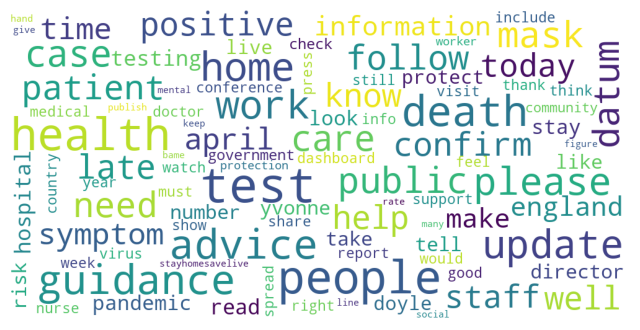 hand
give
time
positive
information
include
mask
case
testing
live
check
press
follow
worker
still
protect
today
datum
patient
home
conference
visit
thank
think
medical
mental
publish
doctor
work
know
death
look
info
community
health
keep
april
care
confirm
stay
government
dashboard
feel
figure
watch
bame
protection
late
test
public
please
like
hospital
country
year
must
need
number
yvonne
rate
help
support
many
england
show
share
make
symptom
advice
take
tell
would
update
virus
week
stayhomesavelive
report
good
director
risk
guidance
people
spread
right
line
doyle
staff
well
nurse
pandemic
read
social